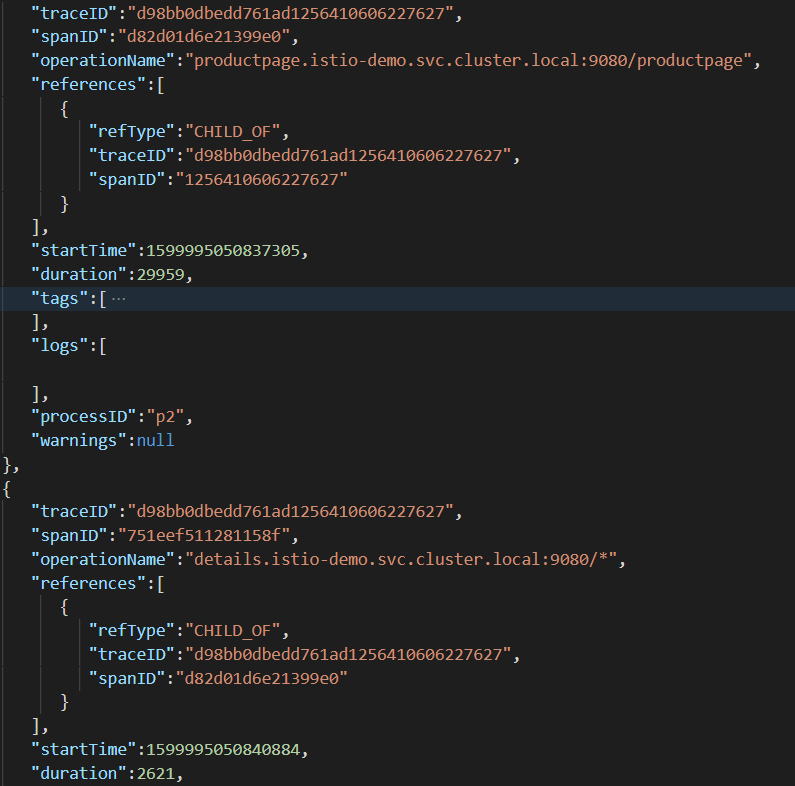 "traceID":"d98bb0dbedd761ad1256410606227627",
"spanID":"d82d01d6e21399e0",
"operationName":"productpage.istio-demo.svc.cluster.local:9080/productpage",
"references":[
{
"refType":"CHILD_OF",
"traceID":"d98bb0dbedd761ad1256410606227627",
"spanID":"1256410606227627"
}
],
"startTime":1599995050837305,
"duration":29959,
"tags":[ ···
],
"logs":[
],
"processID":"p2",
"warnings":null
},
{
"traceID":"d98bb0dbedd761ad1256410606227627",
"spanID":"751eef511281158f",
"operationName":"details.istio-demo.svc.cluster.local:9080/*",
"references":[
{
"refType":"CHILD_OF",
"traceID":"d98bb0dbedd761ad1256410606227627",
"spanID":"d82d01d6e21399e0"
}
],
"startTime":1599995050840884,
"duration":2621,